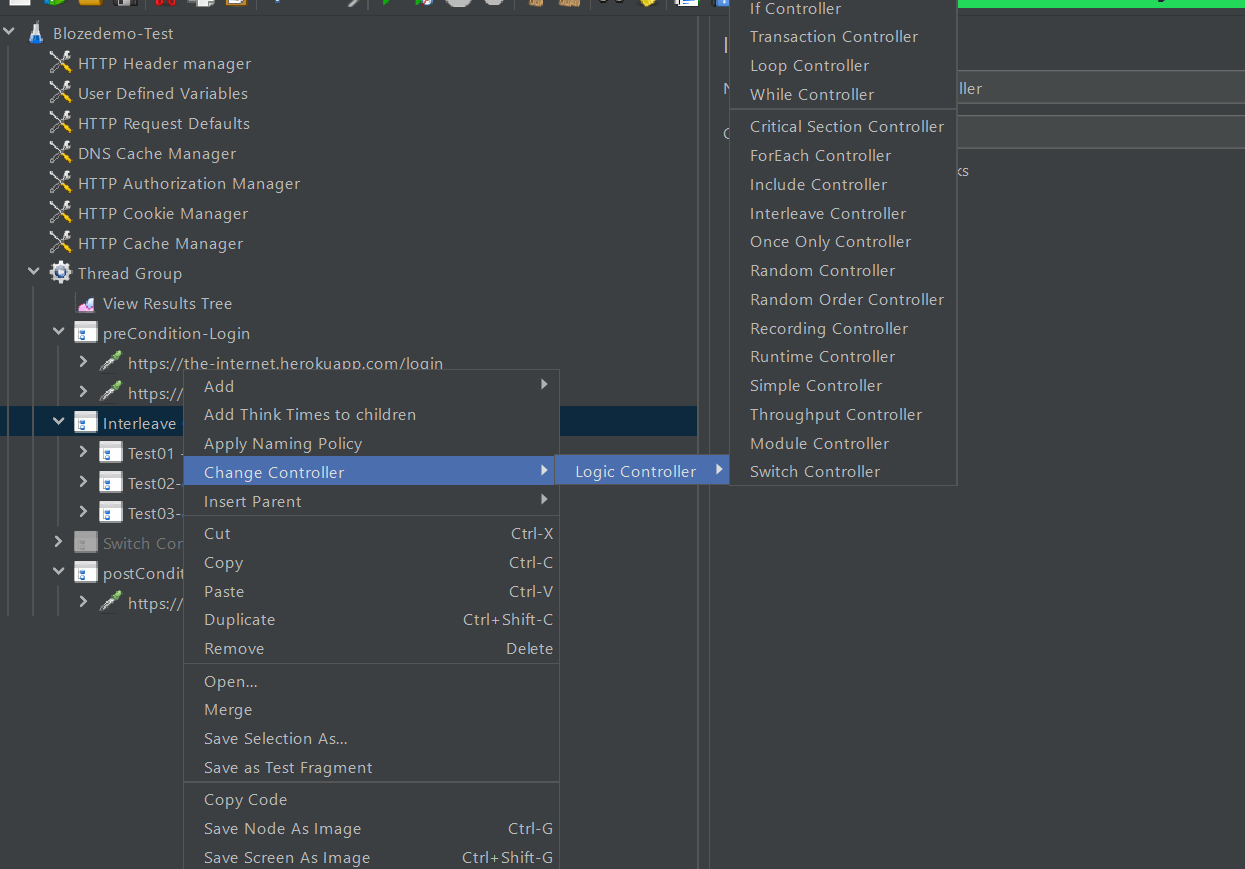 Blozedemo-Test
HTTP Header manager
User Defined Variables
HTTP Request Defaults
DNS Cache Manager
HTTP Authorization Manager
HTTP Cookie Manager
HTTP Cache Manager
Thread Group
View Results Tree
preCondition-Login
https://the-internet.herokuapp.com/login
https://
Interleave
Test01 -
Test02-
Test03-
Switch Cor
postCondit
https://
Add
Add Think Times to children
Apply Naming Policy
Change Controller
Insert Parent
Cut Ctrl-X
Copy Ctrl-C
Paste Ctrl-V
Duplicate Ctrl+Shift-C
Remove Delete
Open...
Merge
Save Selection As...
Save as Test Fragment
Copy Code
Save Node As Image Ctrl-G
Save Screen As Image Ctrl+Shift-G
Logic Controller
If Controller
Transaction Controller
Loop Controller
While Controller
Critical Section Controller
ForEach Controller
Include Controller
Interleave Controller
Once Only Controller
Random Controller
Random Order Controller
Recording Controller
Runtime Controller
Simple Controller
Throughput Controller
Module Controller
Switch Controller
ller
ks